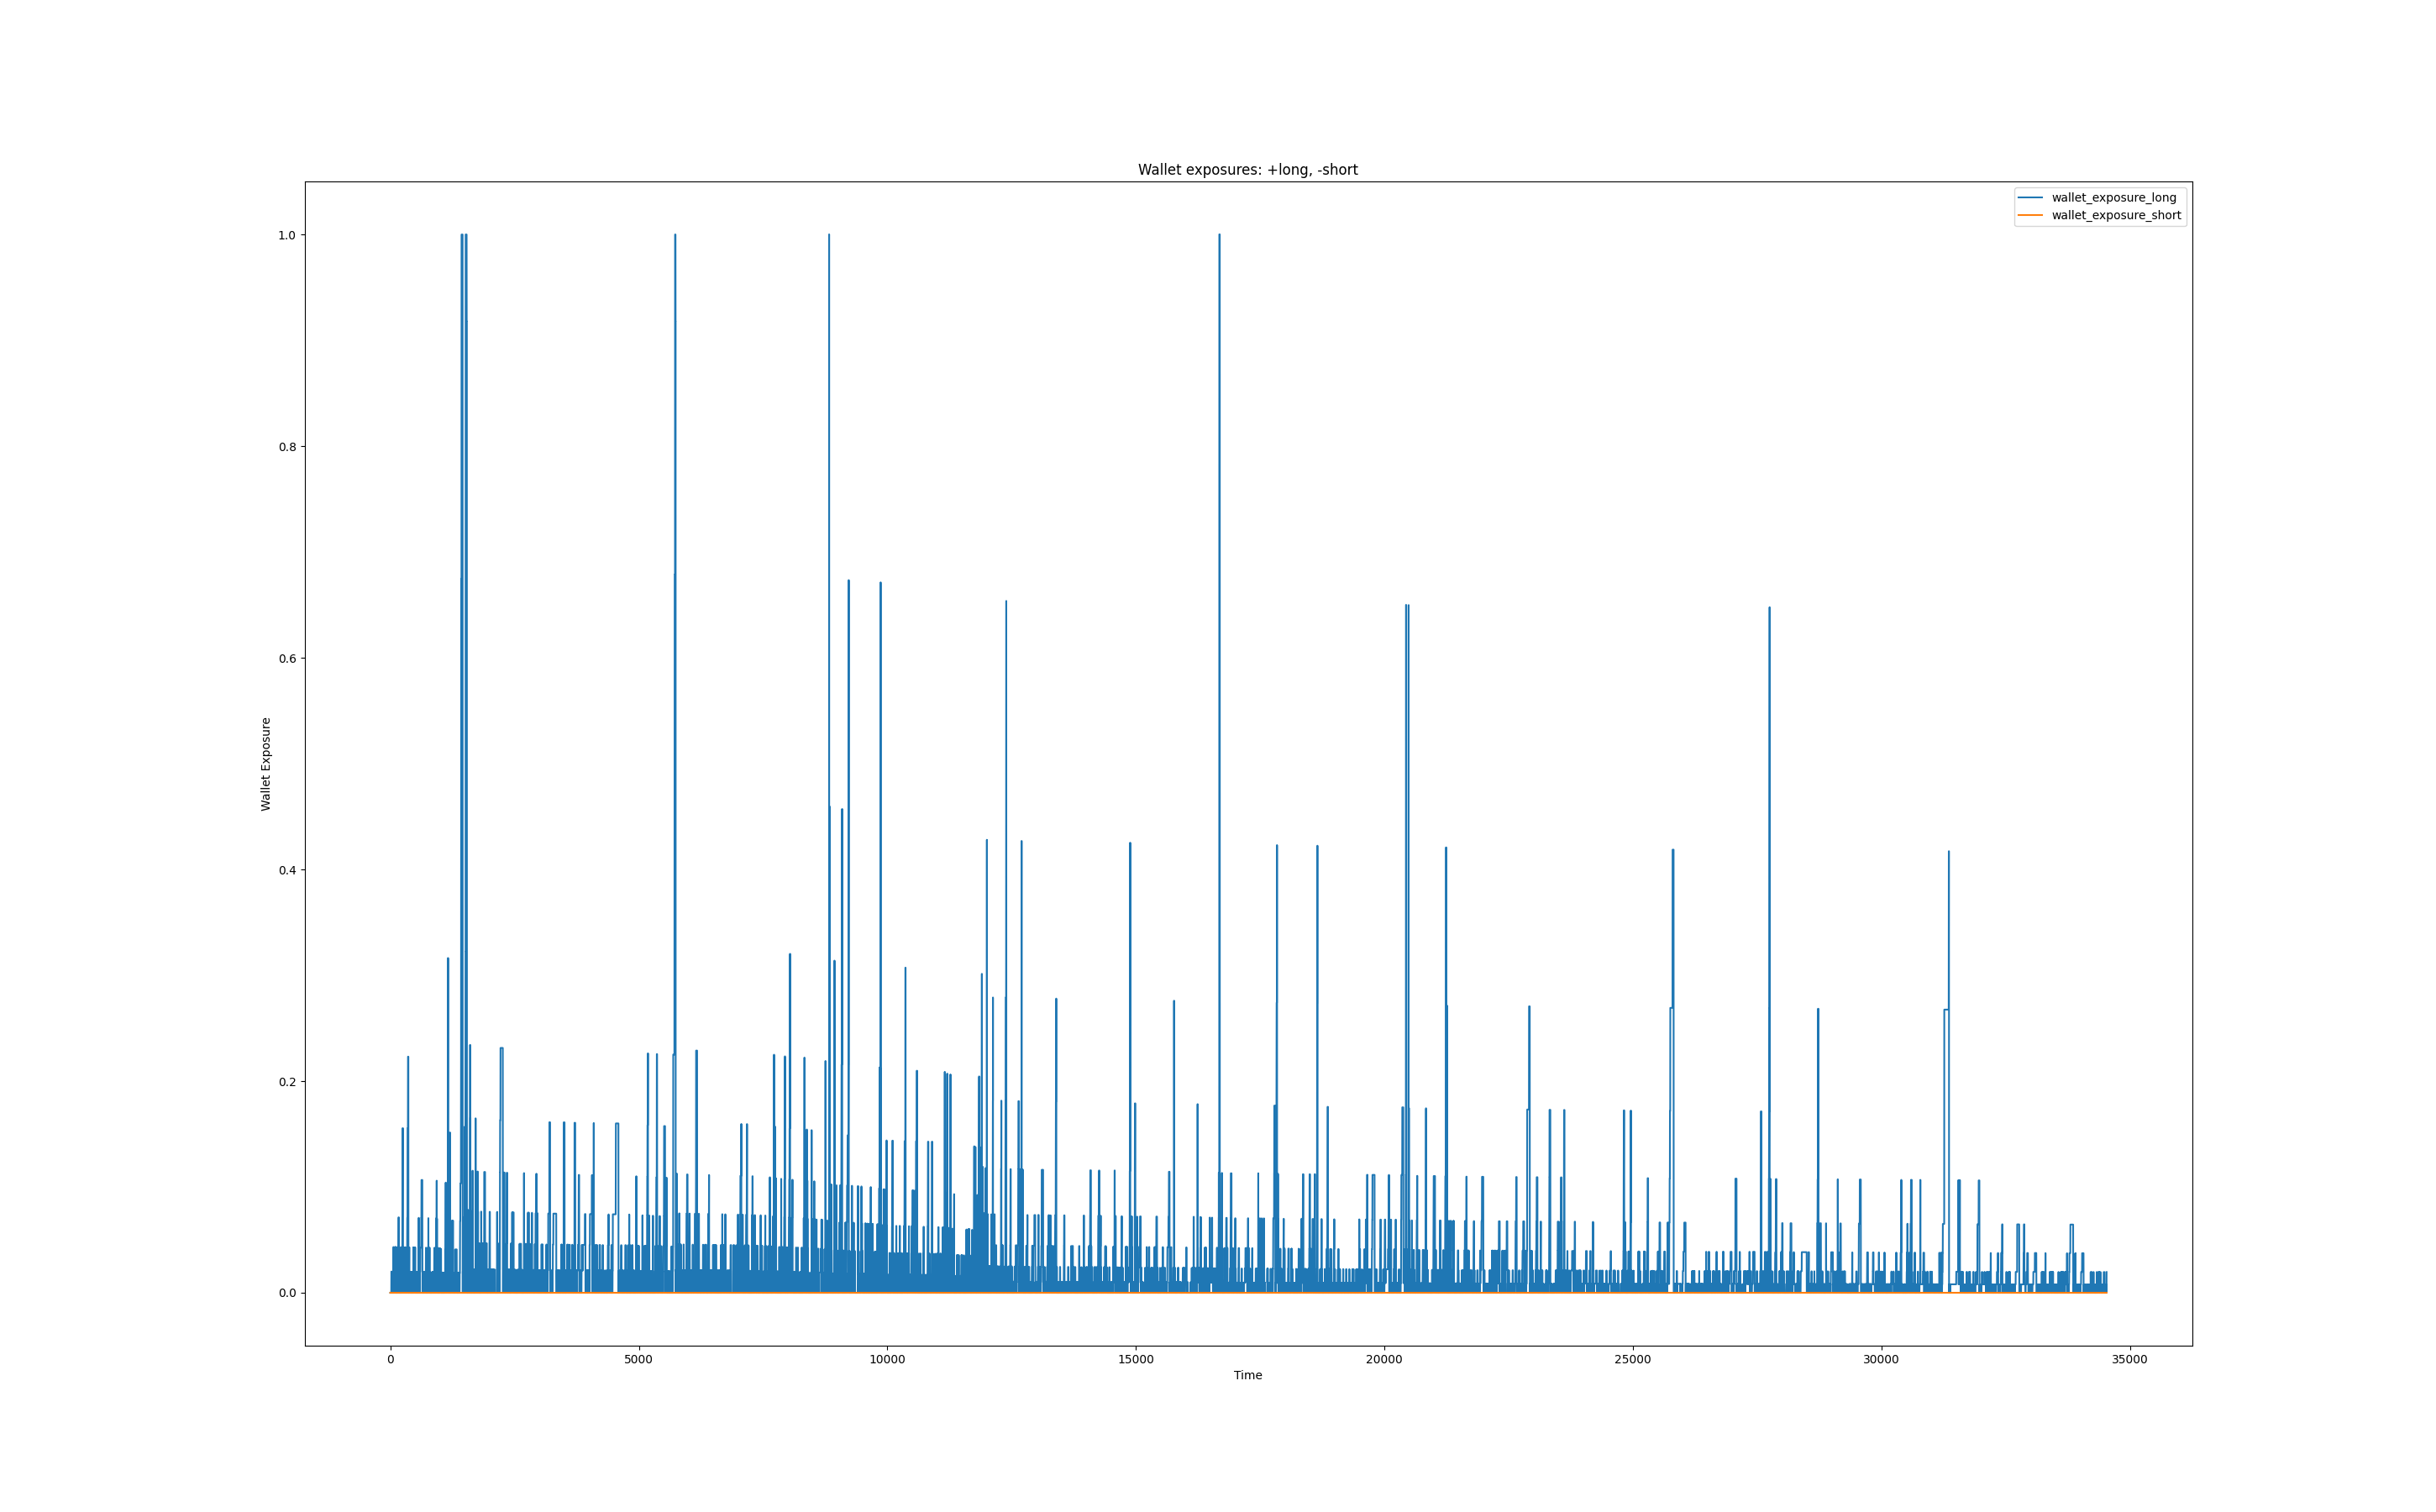 Wallet exposures: +long, -short
wallet_exposure_long
wallet_exposure_short
1.0
0.8
0.6
0.4
0.2
0.0
Wallet Exposure
0 5000 10000 15000 20000 25000 30000 35000
Time